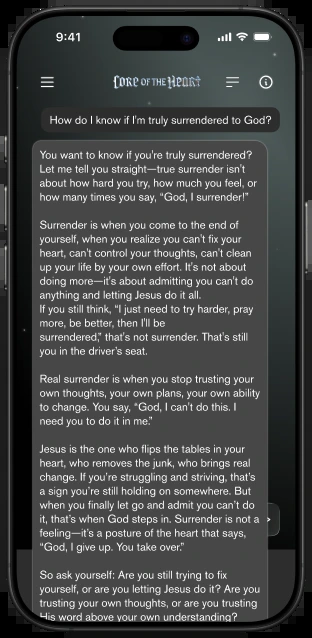 9:41
LORE OF THE HEART
How do I know if I'm truly surrendered to God?
You want to know if you're truly surrendered?
Let me tell you straight—true surrender isn't
about how hard you try, how much you feel, or
how many times you say, "God, I surrender!"
Surrender is when you come to the end of
yourself, when you realize you can't fix your
heart, can't control your thoughts, can't clean
up your life by your own effort. It's not about
doing more—it's about admitting you can't do
anything and letting Jesus do it all.
If you still think, "I just need to try harder, pray
more, be better, then I'll be
surrendered," that's not surrender. That's still
you in the driver's seat.
Real surrender is when you stop trusting your
own thoughts, your own plans, your own ability
to change. You say, "God, I can't do this. I
need you to do it in me."
Jesus is the one who flips the tables in your
heart, who removes the junk, who brings real
change. If you're struggling and striving, that's
a sign you're still holding on somewhere. But
when you finally let go and admit you can't do
it, that's when God steps in. Surrender is not a
feeling—it's a posture of the heart that says,
"God, I give up. You take over."
So ask yourself: Are you still trying to fix
yourself, or are you letting Jesus do it? Are you
trusting your own thoughts, or are you trusting
His word above your own understanding?